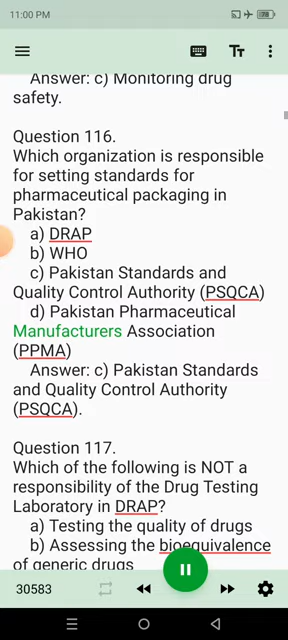 11:00 PM
Answer: c) Monitoring drug
safety.
Question 116.
Which organization is responsible
for setting standards for
pharmaceutical packaging in
Pakistan?
a) DRAP
b) WHO
c) Pakistan Standards and
Quality Control Authority (PSQCA)
d) Pakistan Pharmaceutical
Manufacturers Association
(PPMA)
Answer: c) Pakistan Standards
and Quality Control Authority
(PSQCA).
Question 117.
Which of the following is NOT a
responsibility of the Drug Testing
Laboratory in DRAP?
a) Testing the quality of drugs
b) Assessing the bioequivalence
of generic drugs
30583